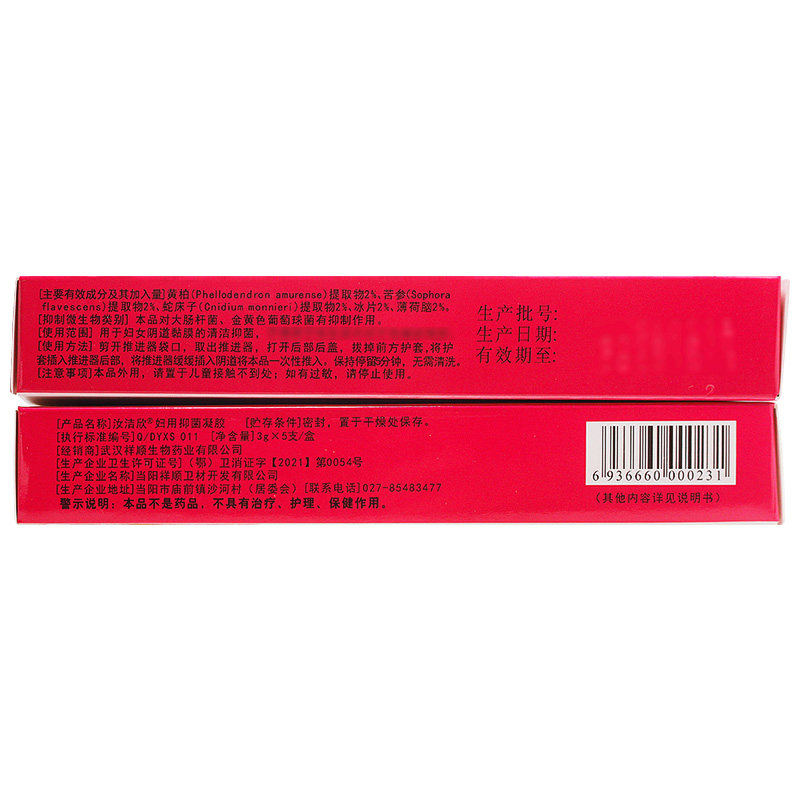 [主要有效成分及其加入量]黄柏(Phellodendron amurense)提取物2%、苦参(Sophora
flavescens)提取物2%、蛇床子(Cnidium monnieri)提取物2%、冰片2%、薄荷脑2%。
[抑制微生物类别] 本品对大肠杆菌、金黄色葡萄球菌有抑制作用。
[使用范围] 用于妇女阴道黏膜的清洁抑菌,
[使用方法] 剪开推进器袋口，取出推进器，打开后部后盖，拔掉前方护套，将护
套插入推进器后部，将推进器缓缓插入阴道将本品一次性推入。保持停留5分钟，无需清洗。
[注意事项]本品外用，请置于儿童接触不到处；如有过敏，请停止使用。
生产批号:
生产日期:
有效期至:
[产品名称]汝洁欣®妇用抑菌凝胶 [贮存条件]密封，置于干燥处保存。
[执行标准编号]Q/DYXS 011 [净含量]3g×5支/盒
[经销商]武汉祥顺生物药业有限公司
[生产企业卫生许可证号]（鄂）卫消证字【2021】第0054号
[生产企业名称]当阳祥顺卫材开发有限公司
[生产企业地址]当阳市庙前镇沙河村（居委会）[联系电话]027-85483477
警示说明：本品不是药品，不具有治疗、护理、保健作用。
6 936660 000231
（其他内容详见说明书）